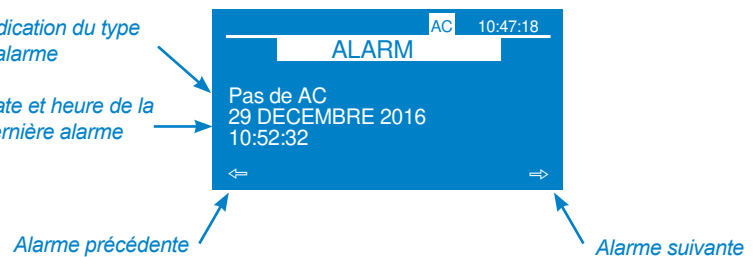 AC 10:47:18
ALARM
dication du type
alarme
Pas de AC
ate et heure de la
ernière alarme
29 DECEMBRE 2016
10:52:32
Alarme précédente
Alarme suivante